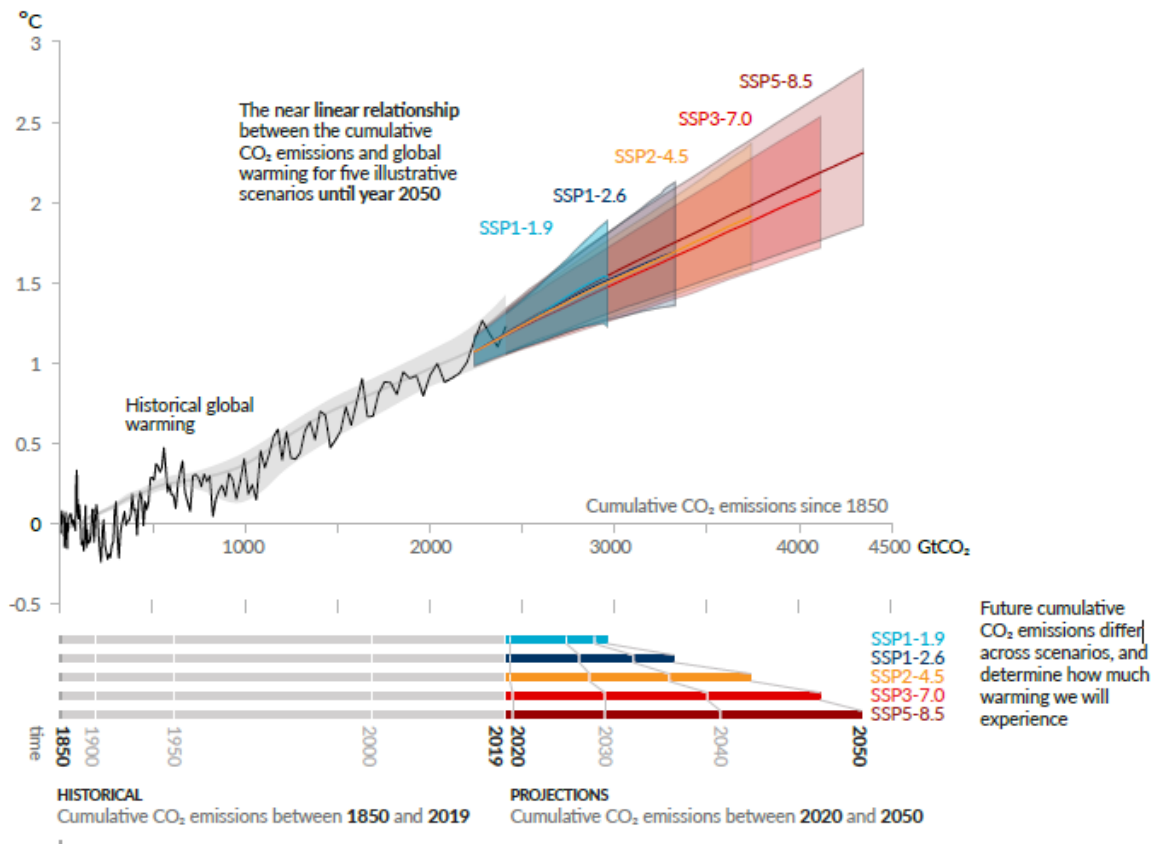 °C
3
SSP5-8.5
The near linear relationship
between the cumulative
CO₂ emissions and global
warming for five illustrative
scenarios until year 2050
2.5
SSP3-7.0
SSP2-4.5
2
SSP1-2.6
SSP1-1.9
1.5
1
Historical global
warming
0.5
Cumulative CO₂ emissions since 1850
0
1000
2000
3000
4000
4500 GtCO₂
-0.5
Future cumulative
CO₂ emissions differ
across scenarios, and
determine how much
warming we will
experience
SSP1-1.9
SSP1-2.6
SSP2-4.5
SSP3-7.0
SSP5-8.5
time
1850
1900
1950
2000
2019
2020
2030
2040
2050
HISTORICAL
Cumulative CO₂ emissions between 1850 and 2019
PROJECTIONS
Cumulative CO₂ emissions between 2020 and 2050